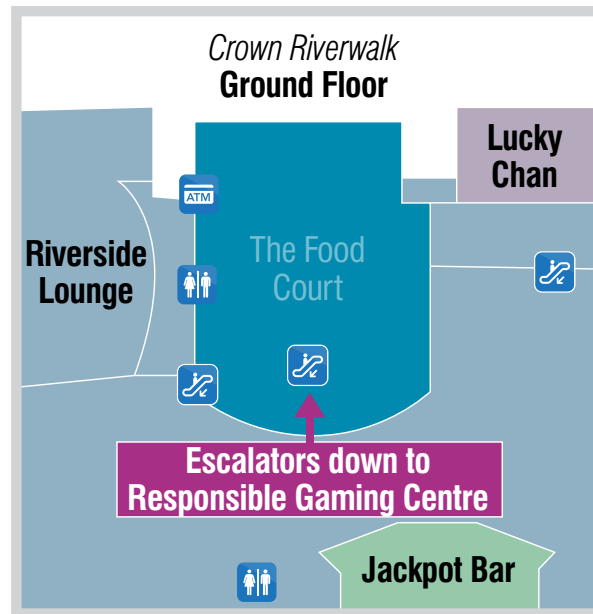 Crown Riverwalk
Ground Floor
Lucky
Chan
ATM
Riverside
Lounge
The Food
Court
Escalators down to
Responsible Gaming Centre
Jackpot Bar